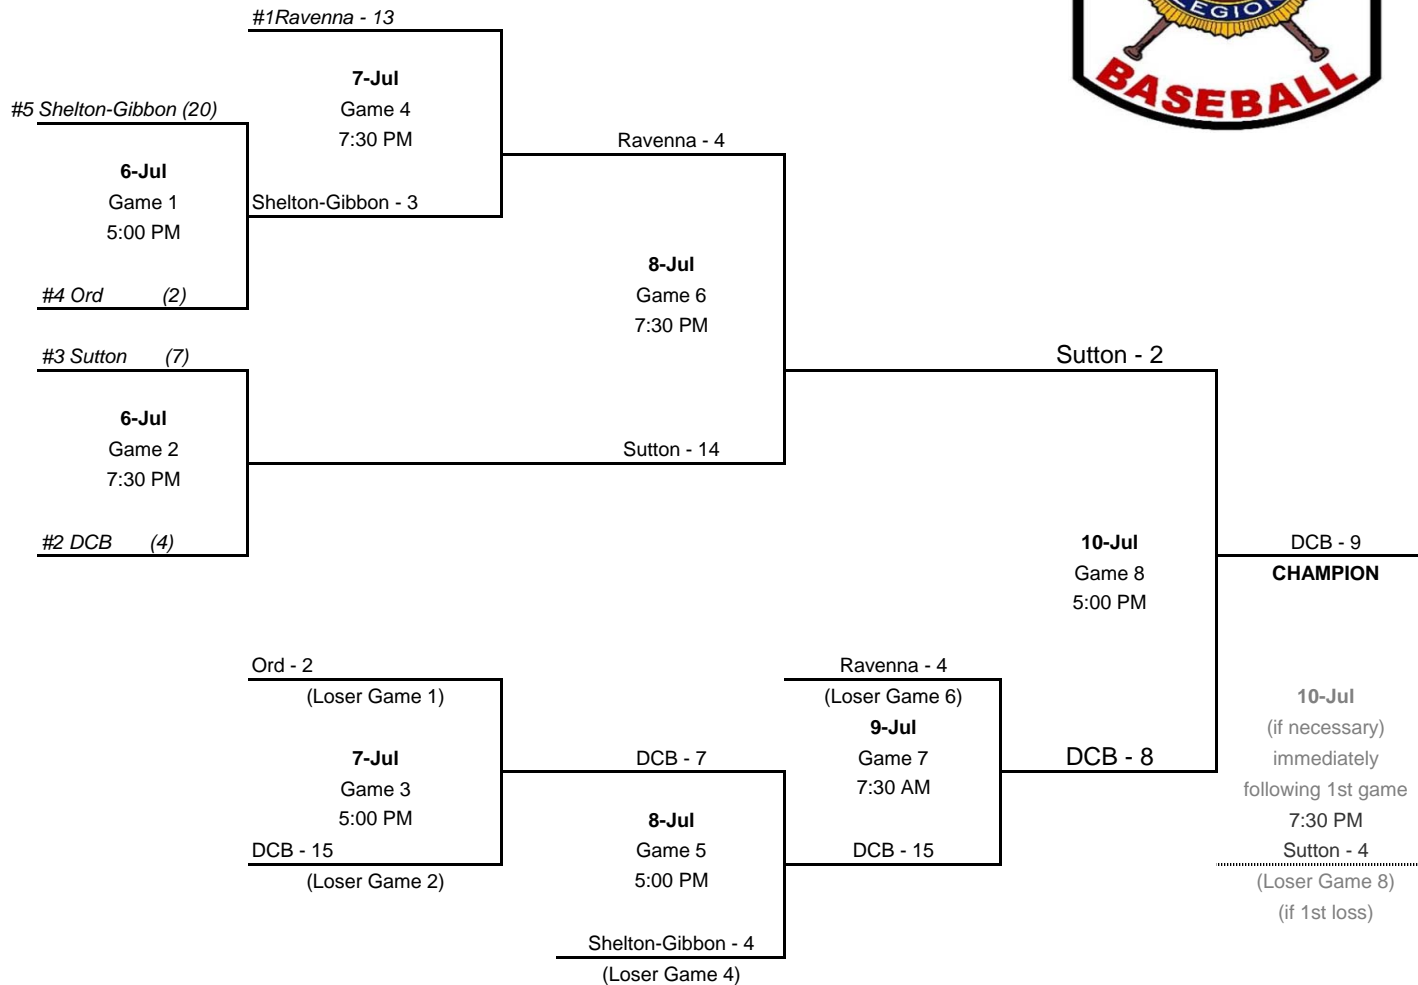 LEGION
BASEBALL
#1Ravenna - 13
7-Jul
Game 4
7:30 PM
#5 Shelton-Gibbon (20)
6-Jul
Game 1
5:00 PM
Shelton-Gibbon - 3
#4 Ord (2)
Ravenna - 4
8-Jul
Game 6
7:30 PM
#3 Sutton (7)
6-Jul
Game 2
7:30 PM
Sutton - 14
#2 DCB (4)
Sutton - 2
10-Jul
Game 8
5:00 PM
DCB - 9
CHAMPION
Ord - 2
(Loser Game 1)
7-Jul
Game 3
5:00 PM
DCB - 15
(Loser Game 2)
DCB - 7
8-Jul
Game 5
5:00 PM
Shelton-Gibbon - 4
(Loser Game 4)
Ravenna - 4
(Loser Game 6)
9-Jul
Game 7
7:30 AM
DCB - 15
DCB - 8
10-Jul
(if necessary)
immediately
following 1st game
7:30 PM
Sutton - 4
(Loser Game 8)
(if 1st loss)